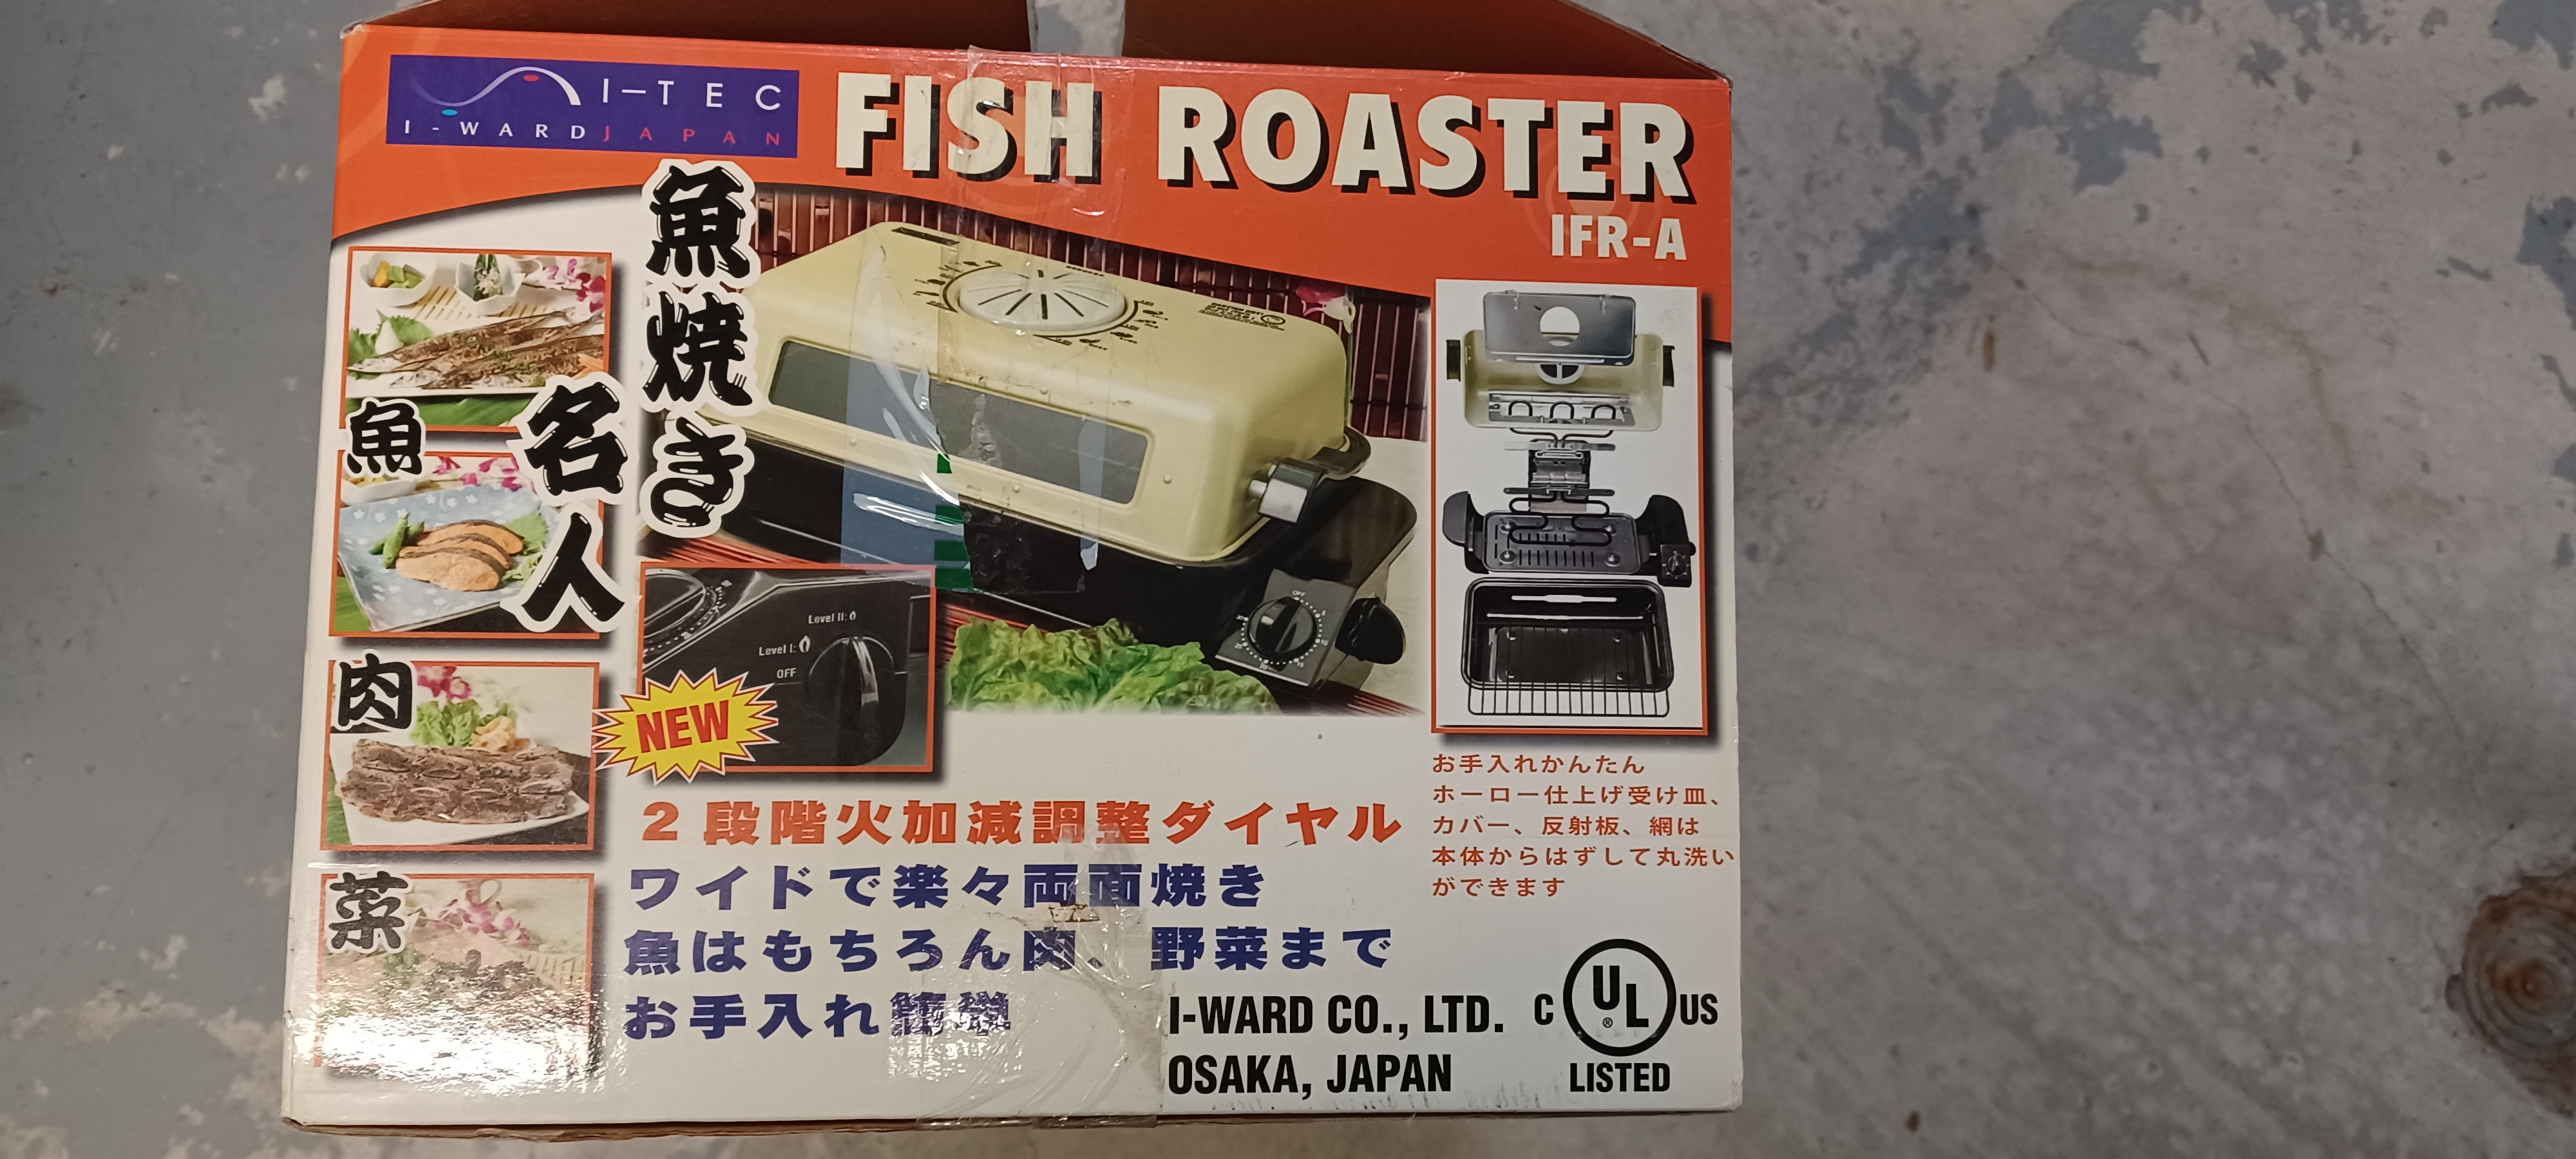 I-TEC
I-WARD JAPAN
FISH ROASTER
IFR-A
魚焼き
名人
魚
肉
菜
Level II:
Level I:
OFF
NEW
OFF
2段階火加減調整ダイヤル
ワイドで楽々両面焼き
魚はもちろん肉、野菜まで
お手入れ簡単
お手入れかんたん
ホーロー仕上げ受け皿、
カバー、反射板、網は
本体からはずして丸洗い
ができます
I-WARD CO., LTD.
OSAKA, JAPAN
C UL® US
LISTED